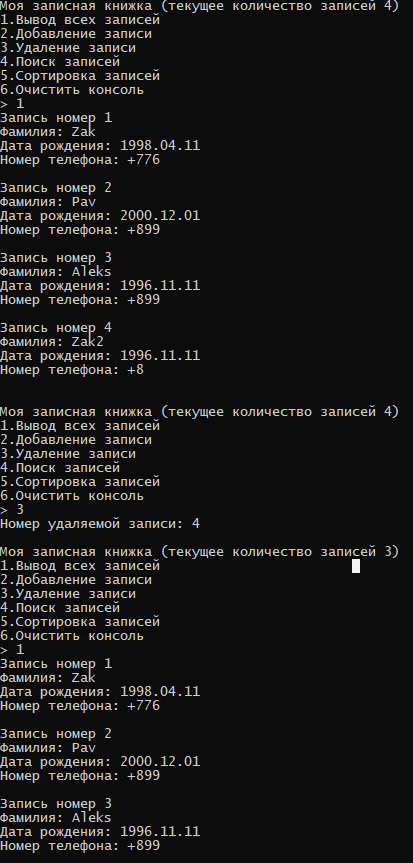 Моя записная книжка (текущее количество записей 4)
1.Вывод всех записей
2.Добавление записи
3.Удаление записи
4.Поиск записей
5.Сортировка записей
6.Очистить консоль
> 1
Запись номер 1
Фамилия: Zak
Дата рождения: 1998.04.11
Номер телефона: +776
Запись номер 2
Фамилия: Pav
Дата рождения: 2000.12.01
Номер телефона: +899
Запись номер 3
Фамилия: Aleks
Дата рождения: 1996.11.11
Номер телефона: +899
Запись номер 4
Фамилия: Zak2
Дата рождения: 1996.11.11
Номер телефона: +8
Моя записная книжка (текущее количество записей 4)
1.Вывод всех записей
2.Добавление записи
3.Удаление записи
4.Поиск записей
5.Сортировка записей
6.Очистить консоль
> 3
Номер удаляемой записи: 4
Моя записная книжка (текущее количество записей 3)
1.Вывод всех записей
2.Добавление записи
3.Удаление записи
4.Поиск записей
5.Сортировка записей
6.Очистить консоль
> 1
Запись номер 1
Фамилия: Zak
Дата рождения: 1998.04.11
Номер телефона: +776
Запись номер 2
Фамилия: Pav
Дата рождения: 2000.12.01
Номер телефона: +899
Запись номер 3
Фамилия: Aleks
Дата рождения: 1996.11.11
Номер телефона: +899